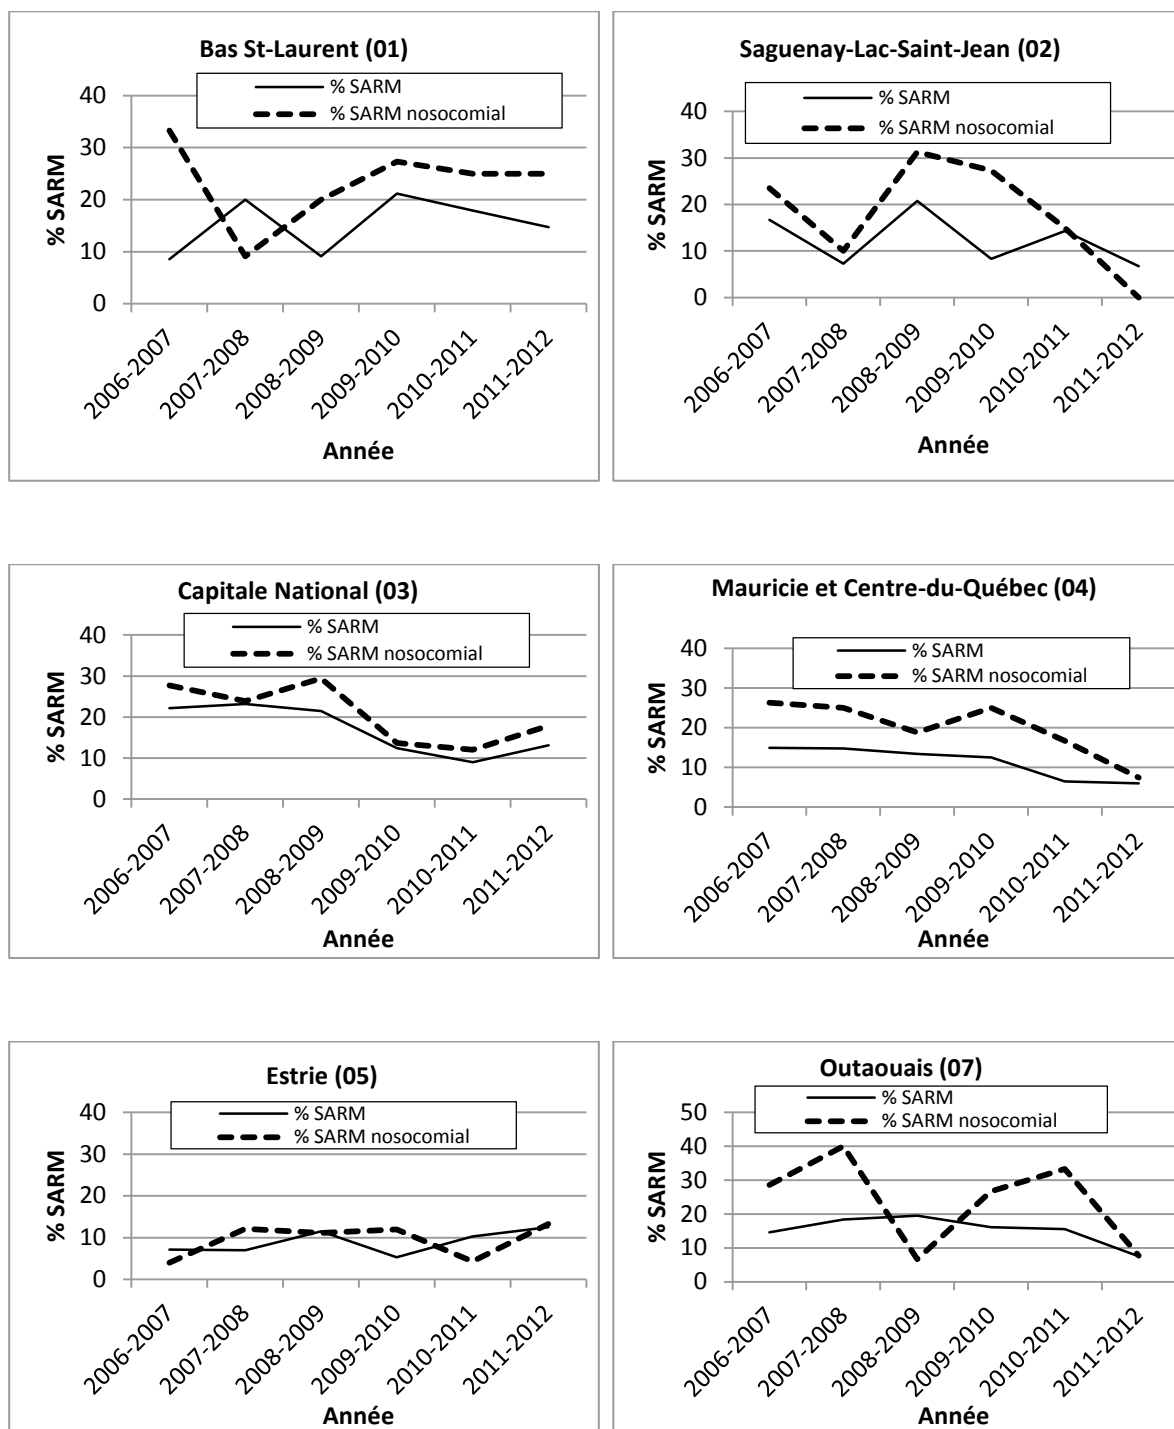 Bas St-Laurent (01)
% SARM
% SARM nosocomial
40
30
20
10
0
% SARM
2006-2007
2007-2008
2008-2009
2009-2010
2010-2011
2011-2012
Année
Saguenay-Lac-Saint-Jean (02)
% SARM
% SARM nosocomial
40
30
20
10
0
% SARM
2006-2007
2007-2008
2008-2009
2009-2010
2010-2011
2011-2012
Année
Capitale National (03)
% SARM
% SARM nosocomial
40
30
20
10
0
% SARM
2006-2007
2007-2008
2008-2009
2009-2010
2010-2011
2011-2012
Année
Mauricie et Centre-du-Québec (04)
% SARM
% SARM nosocomial
40
30
20
10
0
% SARM
2006-2007
2007-2008
2008-2009
2009-2010
2010-2011
2011-2012
Année
Estrie (05)
% SARM
% SARM nosocomial
40
30
20
10
0
% SARM
2006-2007
2007-2008
2008-2009
2009-2010
2010-2011
2011-2012
Année
Outaouais (07)
% SARM
% SARM nosocomial
50
40
30
20
10
0
% SARM
2006-2007
2007-2008
2008-2009
2009-2010
2010-2011
2011-2012
Année